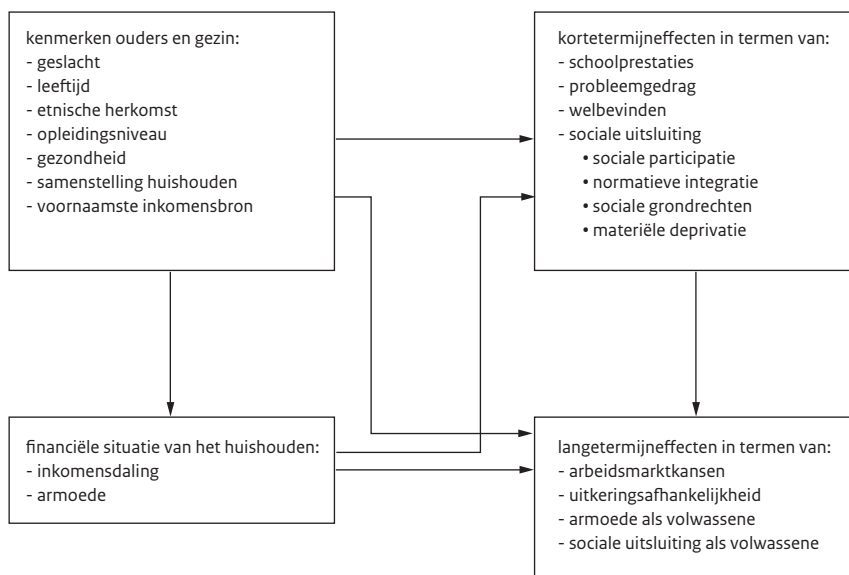 kenmerken ouders en gezin:
- geslacht
- leeftijd
- etnische herkomst
- opleidingsniveau
- gezondheid
- samenstelling huishouden
- voornaamste inkomensbron
kortetermijneffecten in termen van:
- schoolprestaties
- probleemgedrag
- welbevinden
- sociale uitsluiting
• sociale participatie
• normatieve integratie
• sociale grondrechten
• materiële deprivatie
financiële situatie van het huishouden:
- inkomensdaling
- armoede
langetermijneffecten in termen van:
- arbeidsmarktkansen
- uitkeringsafhankelijkheid
- armoede als volwassene
- sociale uitsluiting als volwassene